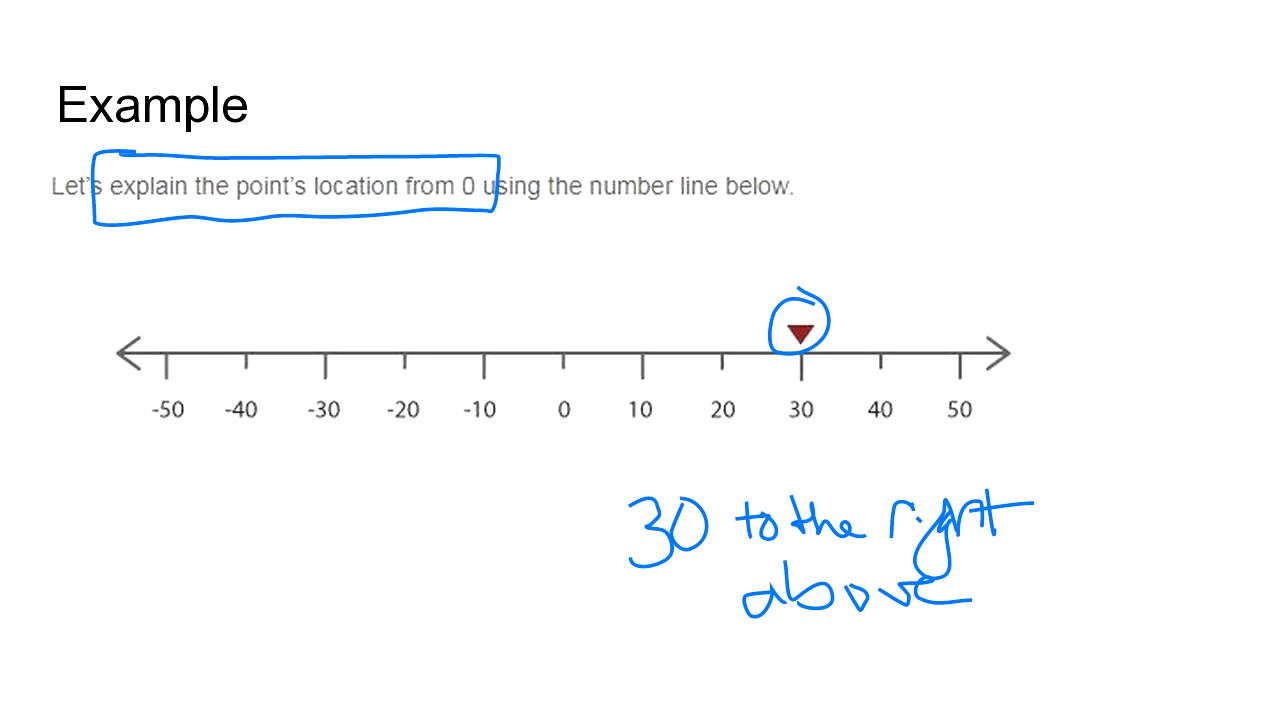 Example
Let's explain the point's location from 0 using the number line below.
-50 -40 -30 -20 -10 0 10 20 30 40 50
30 to the right
above